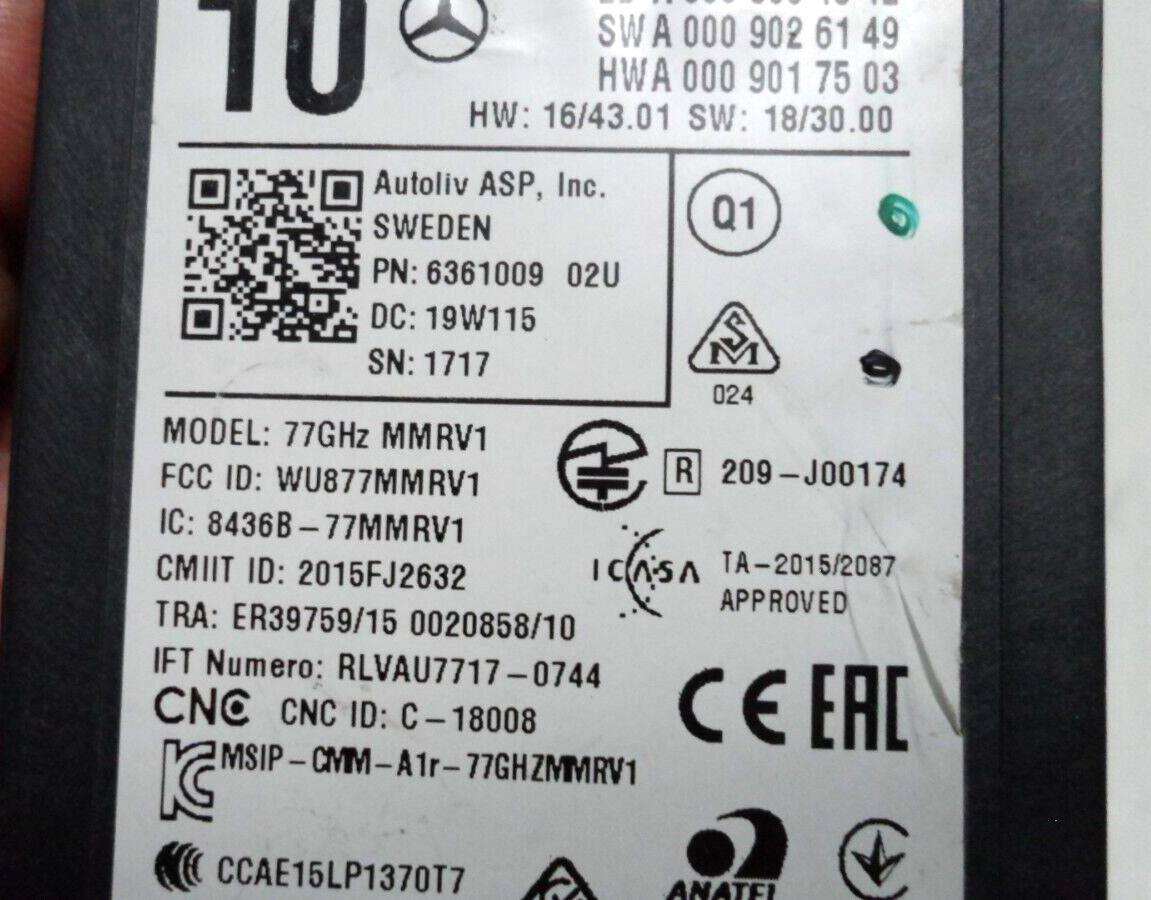 10
SW A 000 902 61 49
HWA 000 901 75 03
HW: 16/43.01 SW: 18/30.00
Autoliv ASP, Inc.
SWEDEN
PN: 6361009 02U
DC: 19W115
SN: 1717
Q1
SM
024
MODEL: 77GHz MMRV1
FCC ID: WU877MMRV1
R 209-J00174
IC: 8436B-77MMRV1
CMIIT ID: 2015FJ2632
ICASA TA-2015/2087
APPROVED
TRA: ER39759/15 0020858/10
IFT Numero: RLVAU7717-0744
CNC CNC ID: C-18008
CE EAC
MSIP-CMM-A1r-77GHZMMRV1
CCAE15LP1370T7
ANATEL